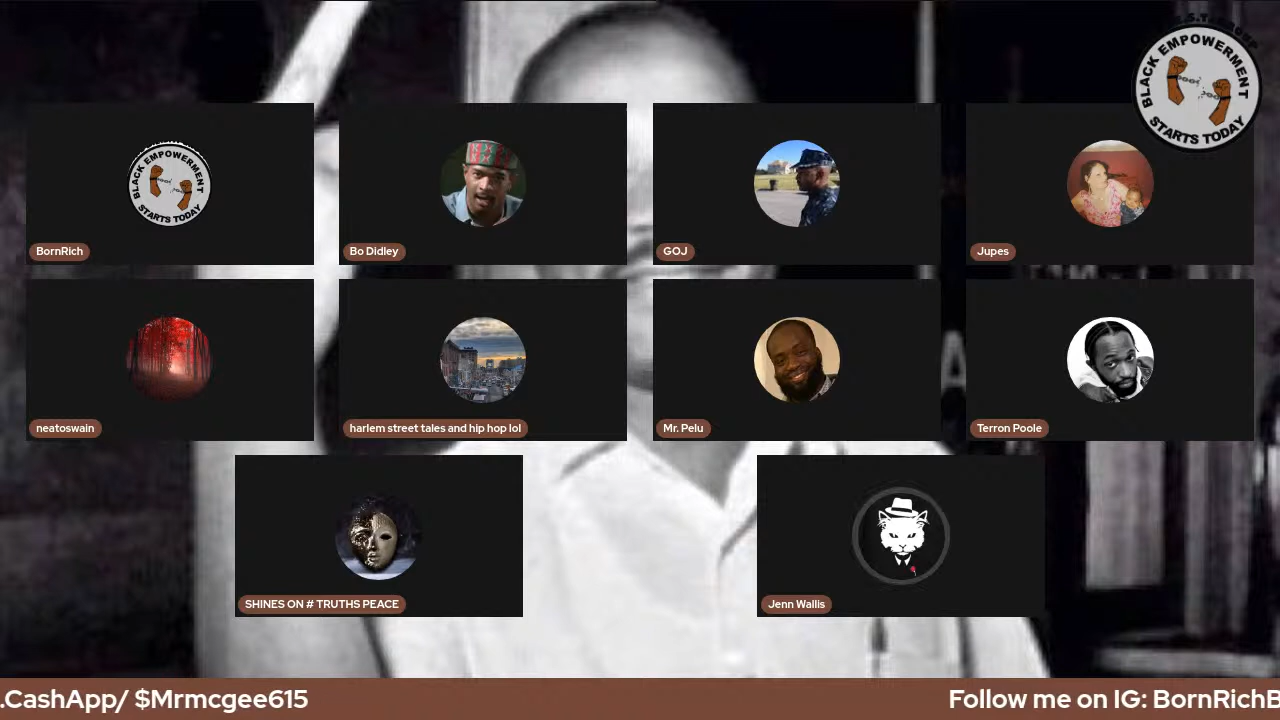 BLACK EMPOWERMENT
STARTS TODAY
BLACK EMPOWERMENT
STARTS TODAY
BornRich
Bo Didley
GOJ
Jupes
neatoswain
harlem street tales and hip hop lol
Mr. Pelu
Terron Poole
SHINES ON # TRUTHS PEACE
Jenn Wallis
.CashApp/ $Mrmcgee615
Follow me on IG: BornRichB